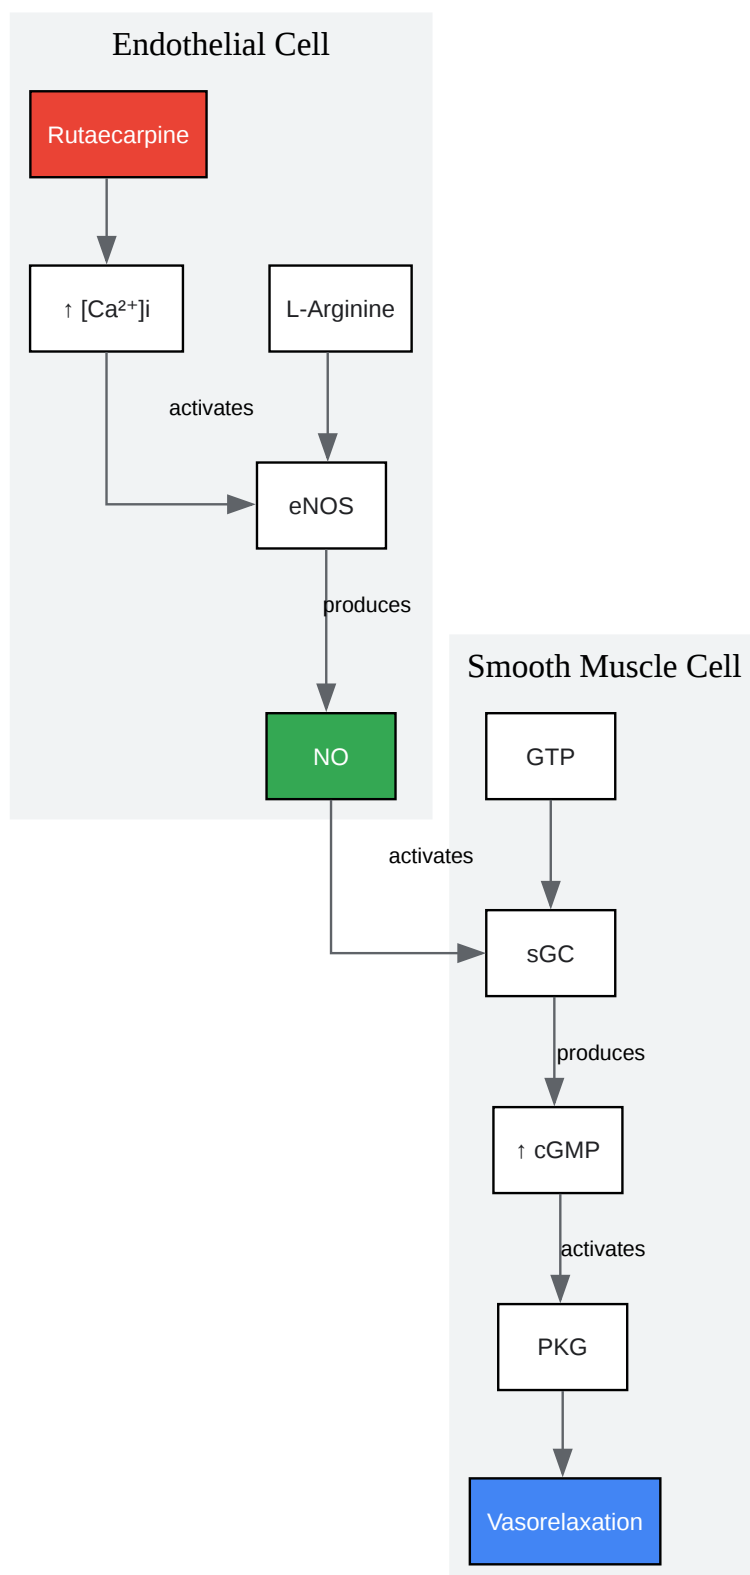 Endothelial Cell
Rutaecarpine
↑ [Ca²⁺]i
L-Arginine
activates
eNOS
produces
Smooth Muscle Cell
NO
GTP
activates
sGC
produces
↑ cGMP
activates
PKG
Vasorelaxation